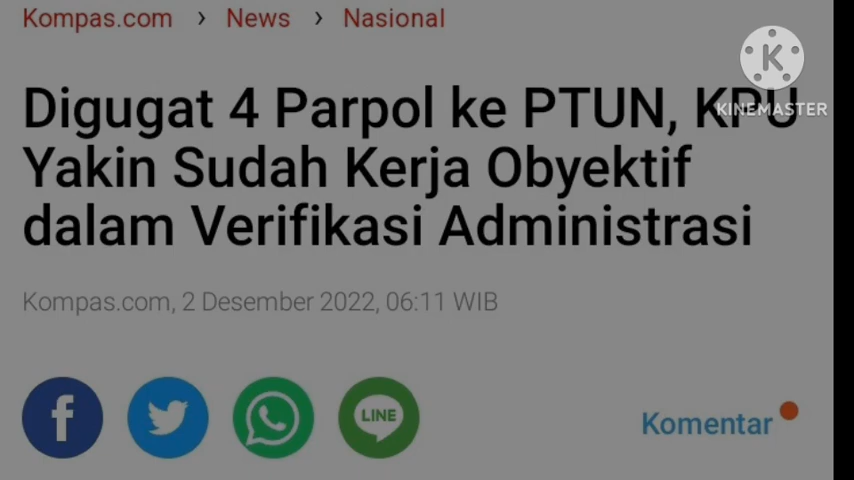 Kompas.com › News › Nasional
KINEMASTER
Digugat 4 Parpol ke PTUN, KPU
Yakin Sudah Kerja Obyektif
dalam Verifikasi Administrasi
Kompas.com, 2 Desember 2022, 06:11 WIB
LINE
Komentar